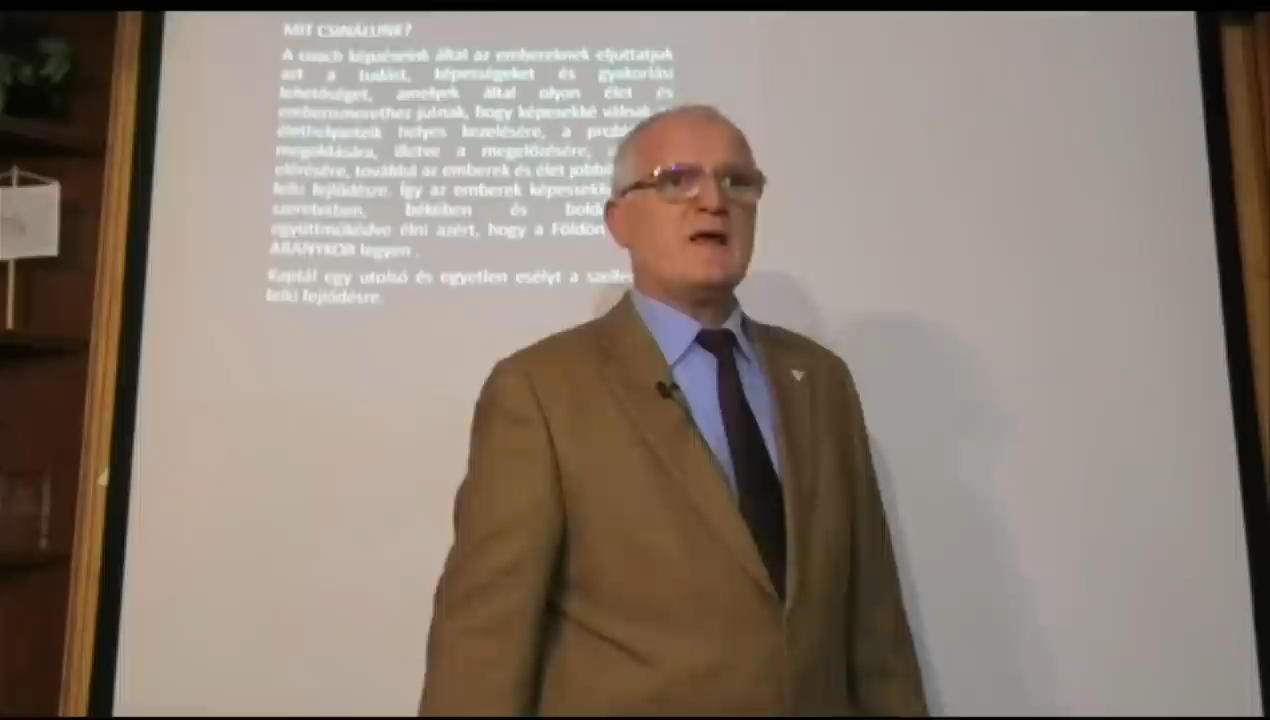 MIT CSINÁLUNK?
A coach képzéseink által az embereknek eljuttatjuk
azt a tudást, képességeket és gyakorlási
lehetőséget, amelyek által olyan élet és
emberismerethez jutnak, hogy képesekké válnak
élethelyzeteik helyes kezelésére, a
megoldására, illetve a megelőzésére,
elérésére, továbbá az emberek és élet
lelki fejlődésre. Így az emberek
szeretetben, békében és
együttműködve élni azért, hogy a Földön
ARANYKOR legyen .
Kaptál egy utolsó és egyetlen esélyt a
lelki fejlődésre.